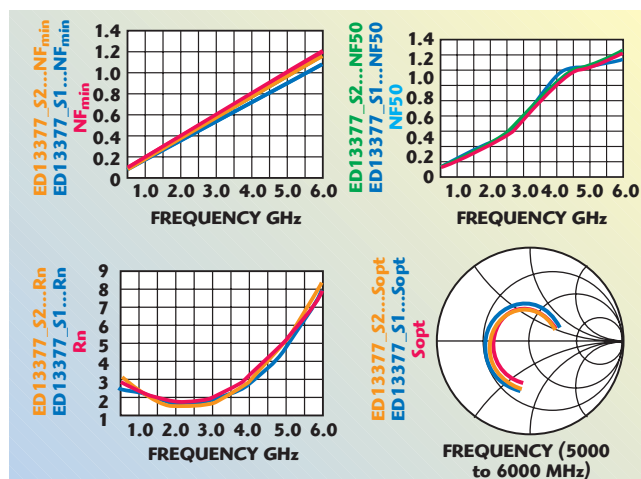 ED13377_S2...NFmin
ED13377_S1...NFmin
NFmin
1.4
1.2
1.0
0.8
0.6
0.4
0.2
0
1.0 2.0 3.0 4.0 5.0 6.0
FREQUENCY GHz
ED13377_S2...NF50
ED13377_S1...NF50
NF50
1.4
1.2
1.0
0.8
0.6
0.4
0.2
0
1.0 2.0 3.0 4.0 5.0 6.0
FREQUENCY GHz
ED13377_S2...Rn
ED13377_S1...Rn
Rn
9
8
7
6
5
4
3
2
1
1.0 2.0 3.0 4.0 5.0 6.0
FREQUENCY GHz
ED13377_S2...Sopt
ED13377_S1...Sopt
Sopt
FREQUENCY (5000
to 6000 MHz)